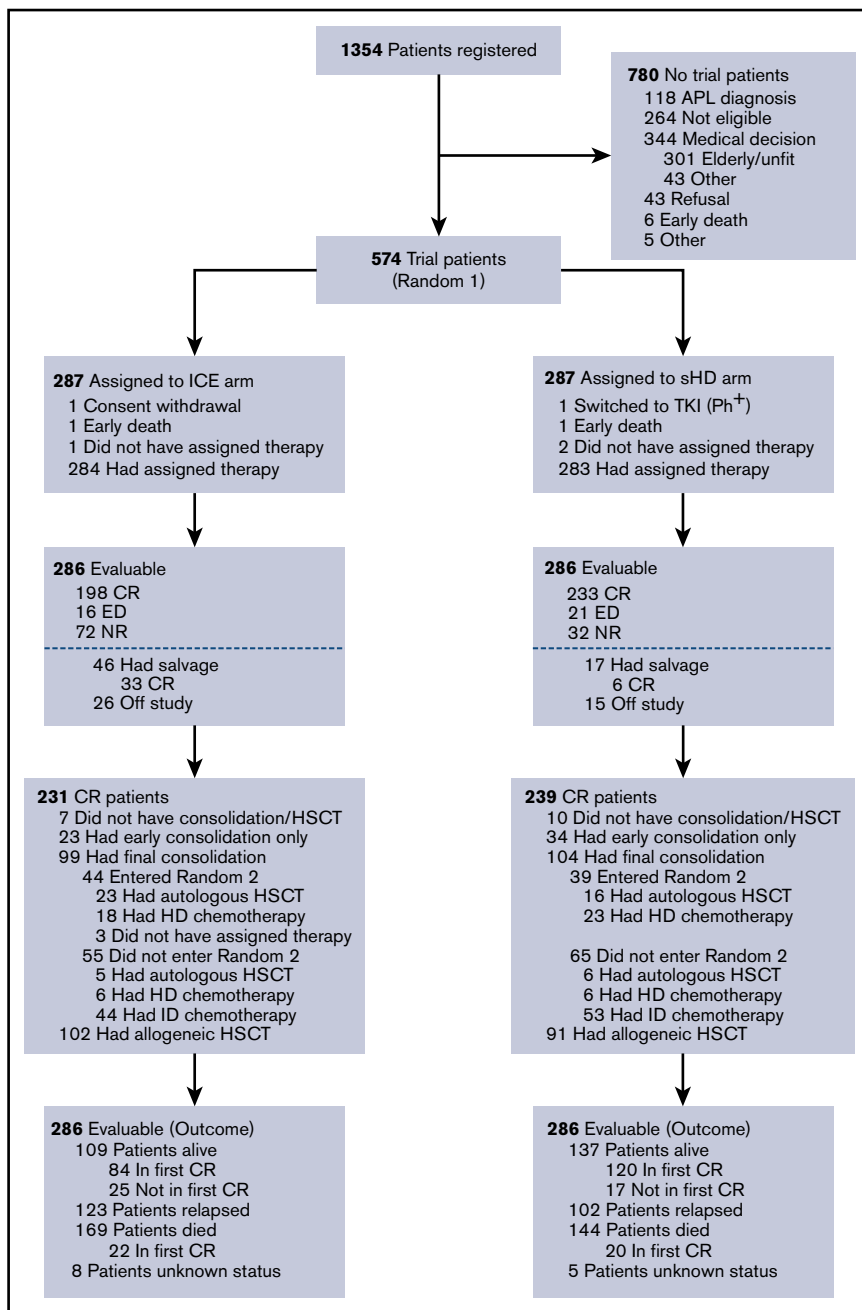 1354 Patients registered
780 No trial patients
118 APL diagnosis
264 Not eligible
344 Medical decision
301 Elderly/unfit
43 Other
43 Refusal
6 Early death
5 Other
574 Trial patients
(Random 1)
287 Assigned to ICE arm
1 Consent withdrawal
1 Early death
1 Did not have assigned therapy
284 Had assigned therapy
287 Assigned to sHD arm
1 Switched to TKI (Ph+)
1 Early death
2 Did not have assigned therapy
283 Had assigned therapy
286 Evaluable
198 CR
16 ED
72 NR
46 Had salvage
33 CR
26 Off study
286 Evaluable
233 CR
21 ED
32 NR
17 Had salvage
6 CR
15 Off study
231 CR patients
7 Did not have consolidation/HSCT
23 Had early consolidation only
99 Had final consolidation
44 Entered Random 2
23 Had autologous HSCT
18 Had HD chemotherapy
3 Did not have assigned therapy
55 Did not enter Random 2
5 Had autologous HSCT
6 Had HD chemotherapy
44 Had ID chemotherapy
102 Had allogeneic HSCT
239 CR patients
10 Did not have consolidation/HSCT
34 Had early consolidation only
104 Had final consolidation
39 Entered Random 2
16 Had autologous HSCT
23 Had HD chemotherapy
65 Did not enter Random 2
6 Had autologous HSCT
6 Had HD chemotherapy
53 Had ID chemotherapy
91 Had allogeneic HSCT
286 Evaluable (Outcome)
109 Patients alive
84 In first CR
25 Not in first CR
123 Patients relapsed
169 Patients died
22 In first CR
8 Patients unknown status
286 Evaluable (Outcome)
137 Patients alive
120 In first CR
17 Not in first CR
102 Patients relapsed
144 Patients died
20 In first CR
5 Patients unknown status